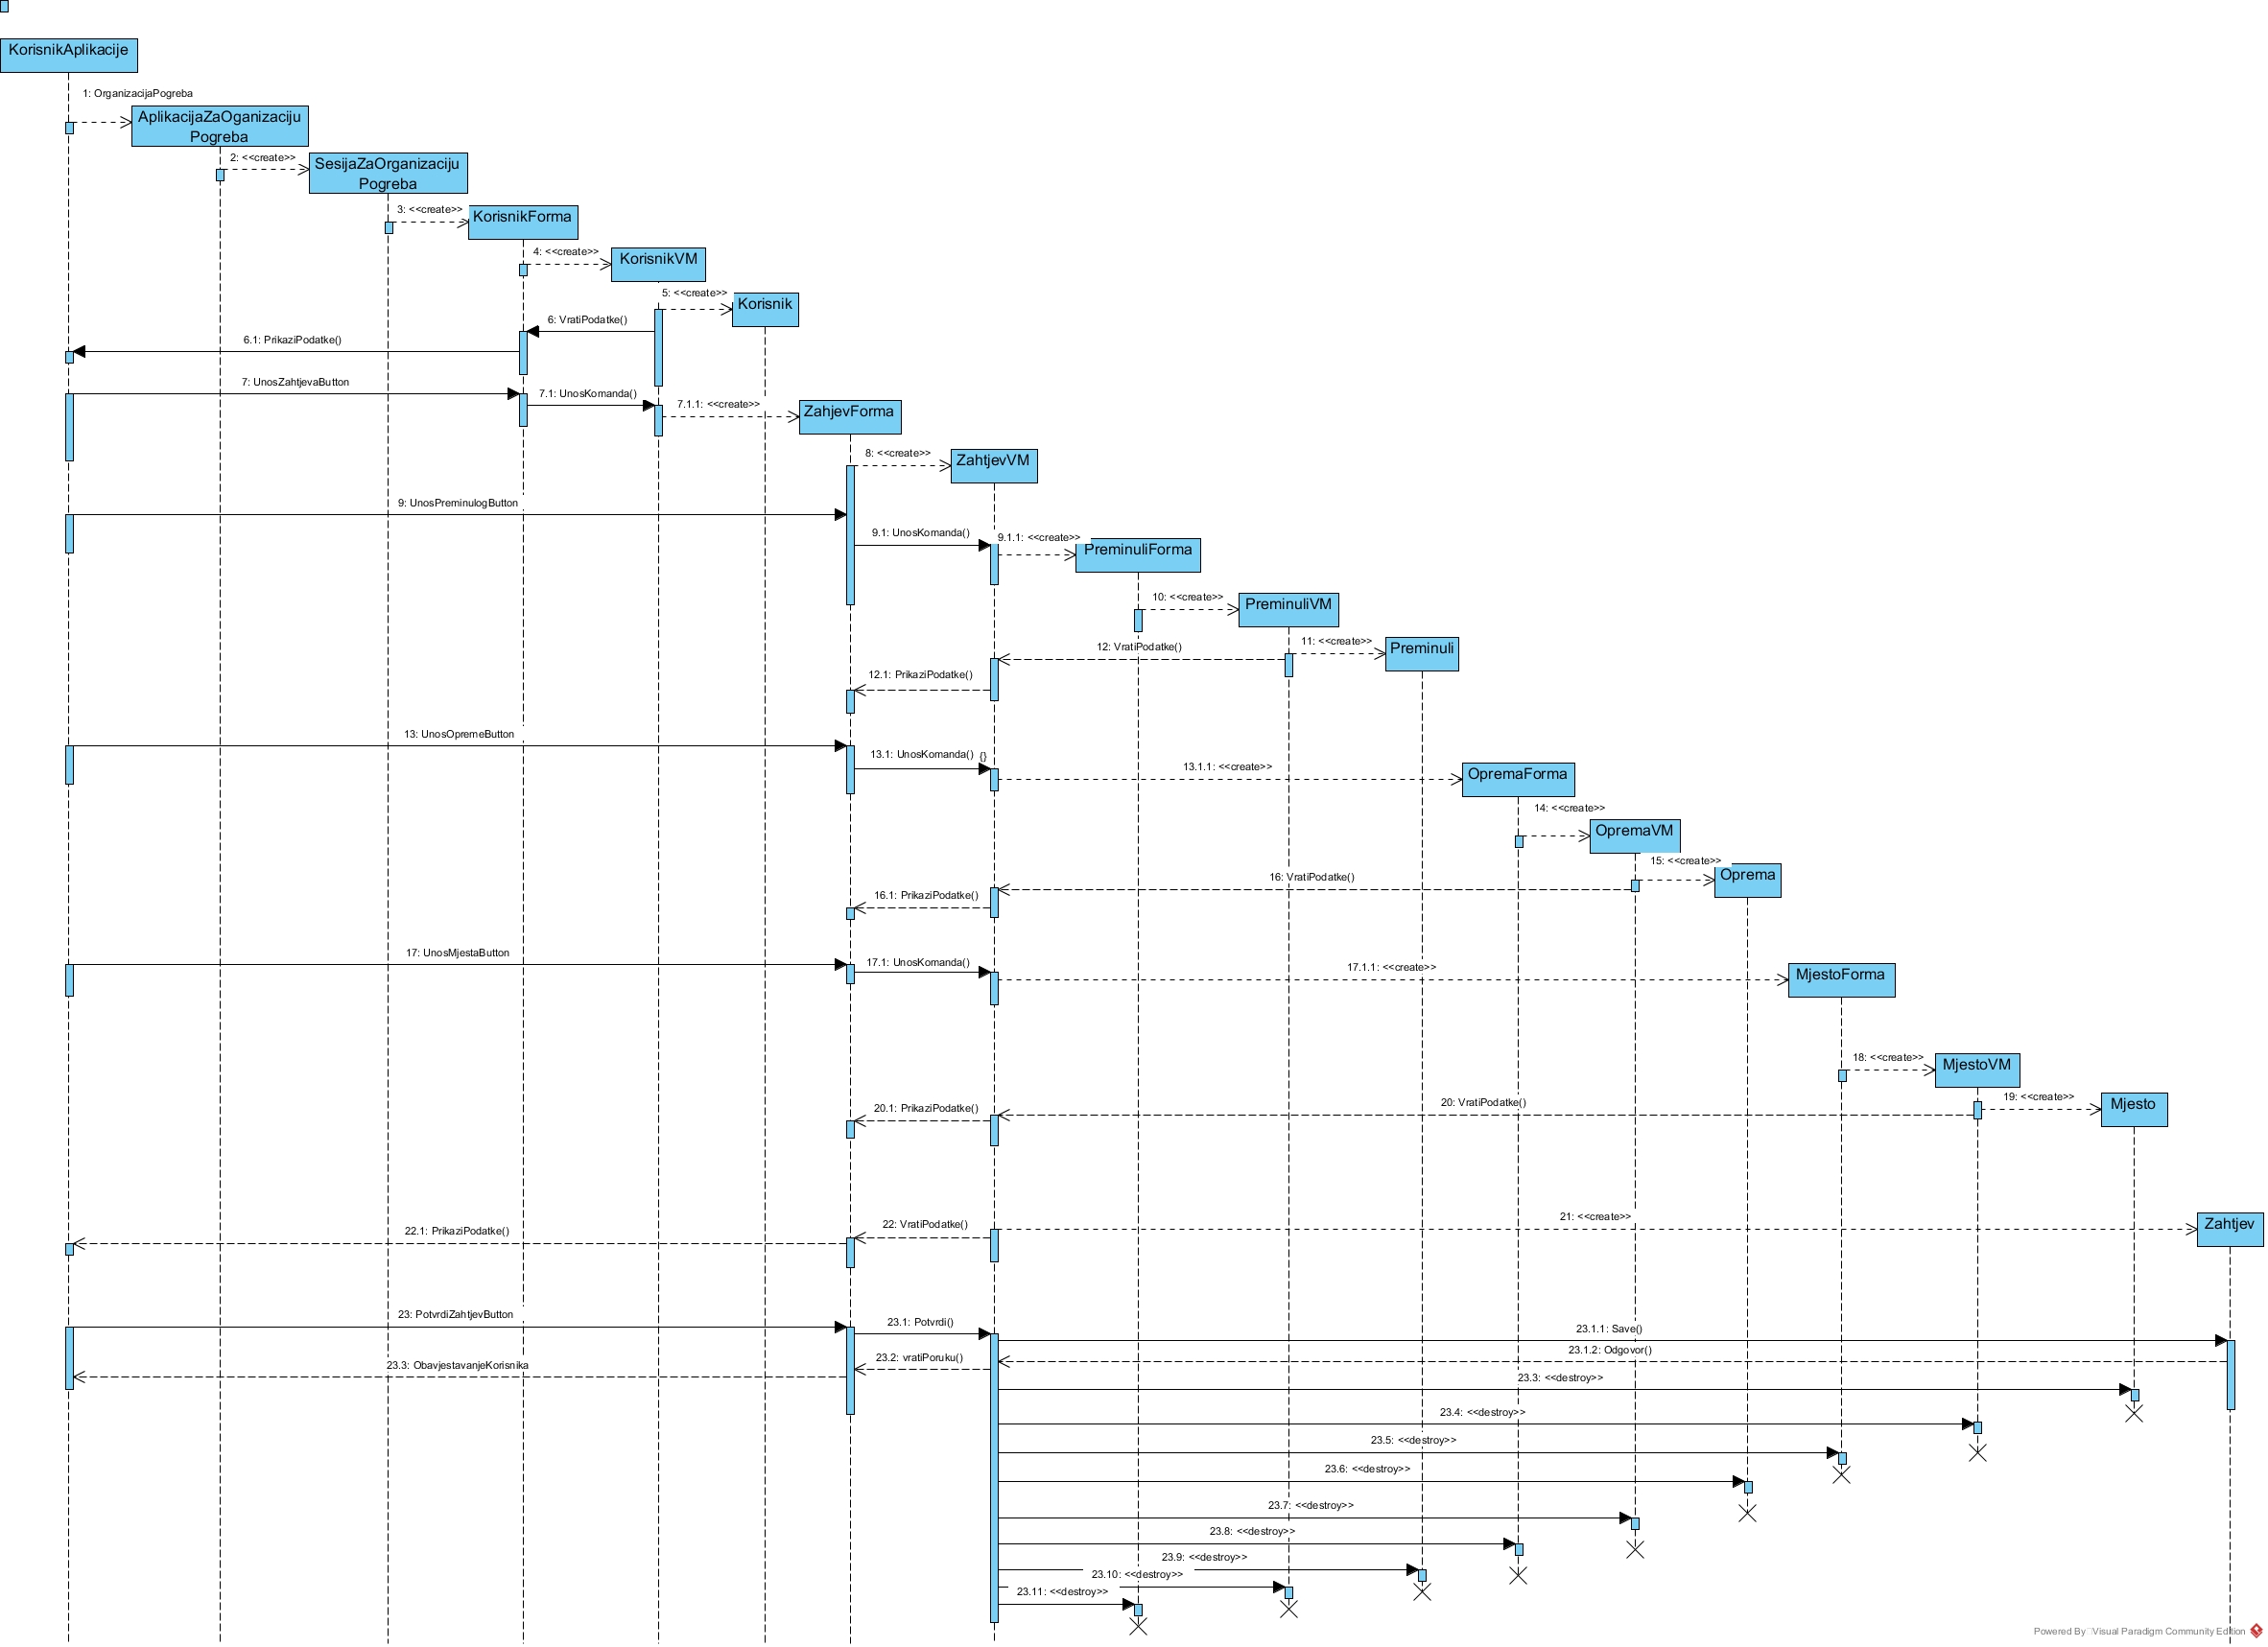 KorisnikAplikacije
1: OrganizacijaPogreba
AplikacijaZaOganizaciju
Pogreba
2: <<create>>
SesijaZaOrganizaciju
Pogreba
3: <<create>>
KorisnikForma
4: <<create>>
KorisnikVM
5: <<create>>
Korisnik
6: VratiPodatke()
6.1: PrikaziPodatke()
7: UnosZahtjevaButton
7.1: UnosKomanda()
7.1.1: <<create>>
ZahjevForma
8: <<create>>
ZahtjevVM
9: UnosPreminulogButton
9.1: UnosKomanda()
9.1.1: <<create>>
PreminuliForma
10: <<create>>
PreminuliVM
11: <<create>>
Preminuli
12: VratiPodatke()
12.1: PrikaziPodatke()
13: UnosOpremeButton
13.1: UnosKomanda()
{}
13.1.1: <<create>>
OpremaForma
14: <<create>>
OpremaVM
15: <<create>>
Oprema
16: VratiPodatke()
16.1: PrikaziPodatke()
17: UnosMjestaButton
17.1: UnosKomanda()
17.1.1: <<create>>
MjestoForma
18: <<create>>
MjestoVM
19: <<create>>
Mjesto
20: VratiPodatke()
20.1: PrikaziPodatke()
21: <<create>>
Zahtjev
22: VratiPodatke()
22.1: PrikaziPodatke()
23: PotvrdiZahtjevButton
23.1: Potvrdi()
23.1.1: Save()
23.1.2: Odgovor()
23.2: vratiPoruku()
23.3: ObavjestavanjeKorisnika
23.3: <<destroy>>
23.4: <<destroy>>
23.5: <<destroy>>
23.6: <<destroy>>
23.7: <<destroy>>
23.8: <<destroy>>
23.9: <<destroy>>
23.10: <<destroy>>
23.11: <<destroy>>
Powered By Visual Paradigm Community Edition